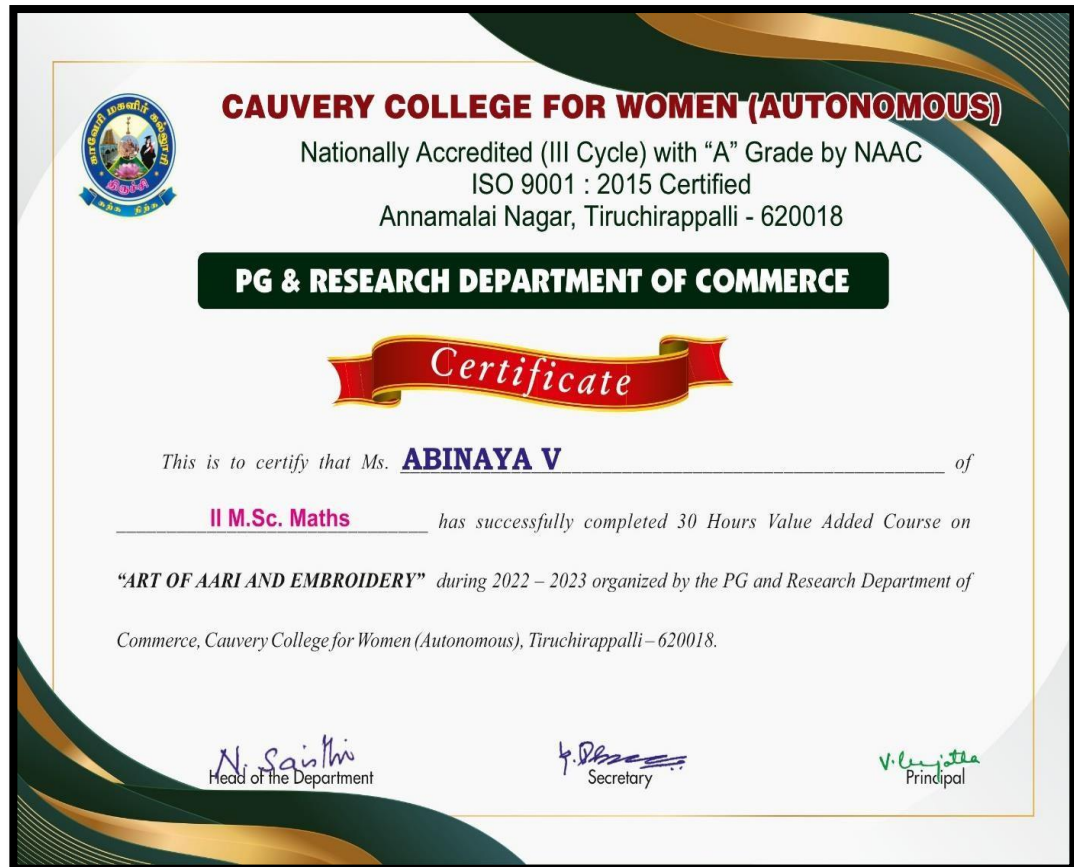 காவேரி மகளிர் கல்லூரி
திருச்சி
கற்க நிற்க
CAUVERY COLLEGE FOR WOMEN (AUTONOMOUS)
Nationally Accredited (III Cycle) with “A” Grade by NAAC
ISO 9001 : 2015 Certified
Annamalai Nagar, Tiruchirappalli - 620018
PG & RESEARCH DEPARTMENT OF COMMERCE
Certificate
This is to certify that Ms. ABINAYA V of
II M.Sc. Maths has successfully completed 30 Hours Value Added Course on
“ART OF AARI AND EMBROIDERY” during 2022 – 2023 organized by the PG and Research Department of
Commerce, Cauvery College for Women (Autonomous), Tiruchirappalli – 620018.
Head of the Department Secretary Principal